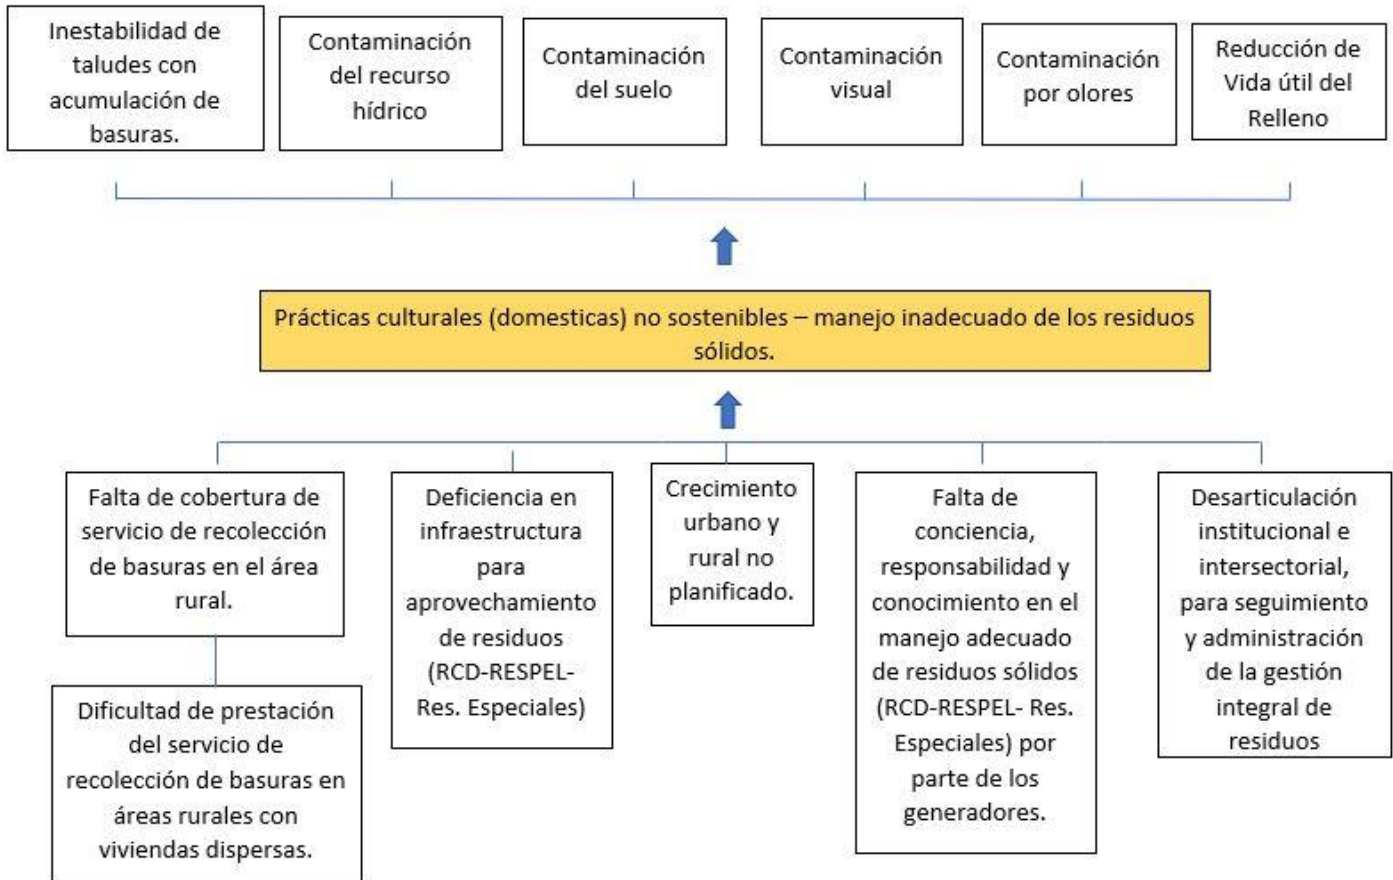 Inestabilidad de
taludes con
acumulación de
basuras.
Contaminación
del recurso
hídrico
Contaminación
del suelo
Contaminación
visual
Contaminación
por olores
Reducción de
Vida útil del
Relleno
Prácticas culturales (domesticas) no sostenibles – manejo inadecuado de los residuos
sólidos.
Falta de cobertura de
servicio de recolección
de basuras en el área
rural.
Dificultad de prestación
del servicio de
recolección de basuras en
áreas rurales con
viviendas dispersas.
Deficiencia en
infraestructura
para
aprovechamiento
de residuos
(RCD-RESPEL-
Res. Especiales)
Crecimiento
urbano y
rural no
planificado.
Falta de
conciencia,
responsabilidad y
conocimiento en el
manejo adecuado
de residuos sólidos
(RCD-RESPEL- Res.
Especiales) por
parte de los
generadores.
Desarticulación
institucional e
intersectorial,
para seguimiento
y administración
de la gestión
integral de
residuos